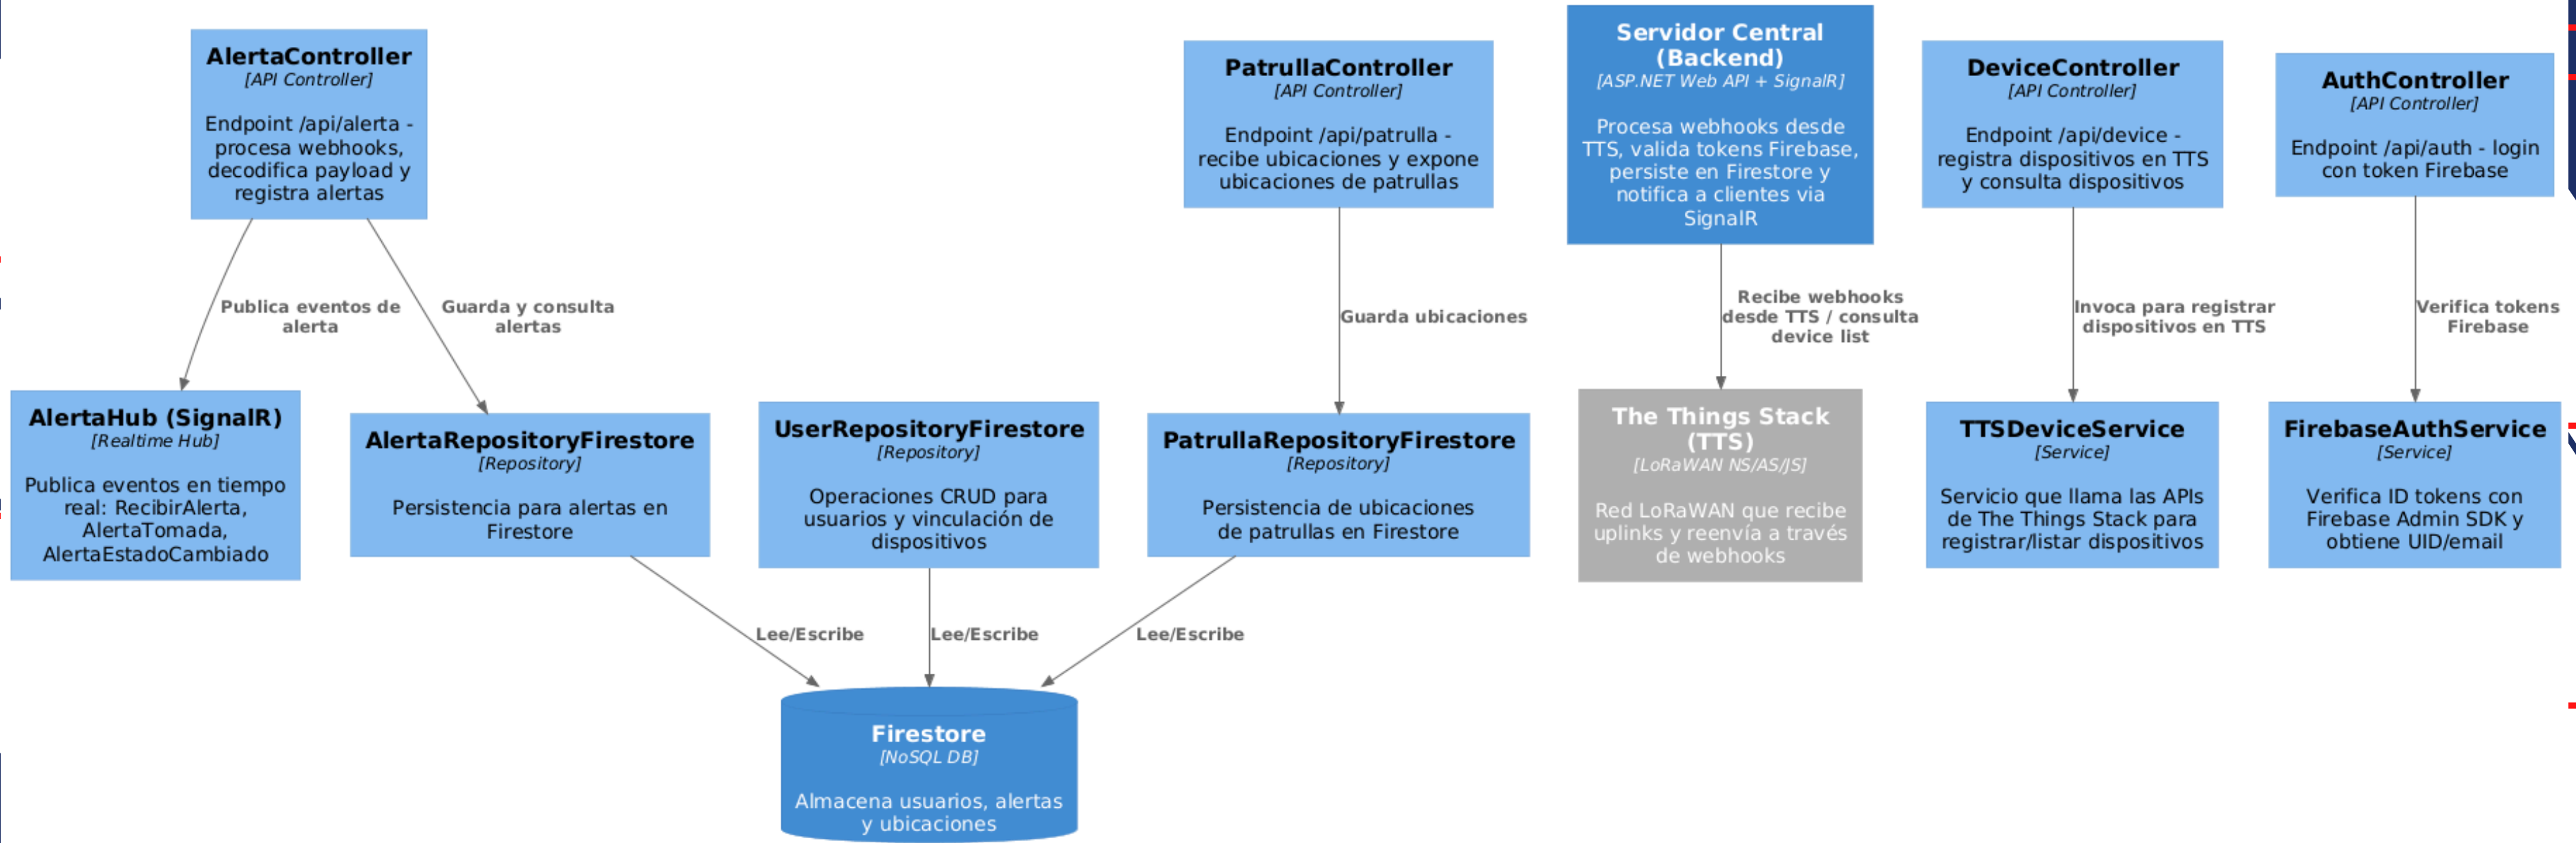 AlertaController
[API Controller]
Endpoint /api/alerta -
procesa webhooks,
decodifica payload y
registra alertas
PatrullaController
[API Controller]
Endpoint /api/patrulla -
recibe ubicaciones y expone
ubicaciones de patrullas
Servidor Central
(Backend)
[ASP.NET Web API + SignalR]
Procesa webhooks desde
TTS, valida tokens Firebase,
persiste en Firestore y
notifica a clientes via
SignalR
DeviceController
[API Controller]
Endpoint /api/device -
registra dispositivos en TTS
y consulta dispositivos
AuthController
[API Controller]
Endpoint /api/auth - login
con token Firebase
Publica eventos de
alerta
Guarda y consulta
alertas
Guarda ubicaciones
Recibe webhooks
desde TTS / consulta
device list
Invoca para registrar
dispositivos en TTS
Verifica tokens
Firebase
AlertaHub (SignalR)
[Realtime Hub]
Publica eventos en tiempo
real: RecibirAlerta,
AlertaTomada,
AlertaEstadoCambiado
AlertaRepositoryFirestore
[Repository]
Persistencia para alertas en
Firestore
UserRepositoryFirestore
[Repository]
Operaciones CRUD para
usuarios y vinculación de
dispositivos
PatrullaRepositoryFirestore
[Repository]
Persistencia de ubicaciones
de patrullas en Firestore
The Things Stack
(TTS)
[LoRaWAN NS/AS/JS]
Red LoRaWAN que recibe
uplinks y reenvía a través
de webhooks
TTSDeviceService
[Service]
Servicio que llama las APIs
de The Things Stack para
registrar/listar dispositivos
FirebaseAuthService
[Service]
Verifica ID tokens con
Firebase Admin SDK y
obtiene UID/email
Lee/Escribe
Lee/Escribe
Lee/Escribe
Firestore
[NoSQL DB]
Almacena usuarios, alertas
y ubicaciones